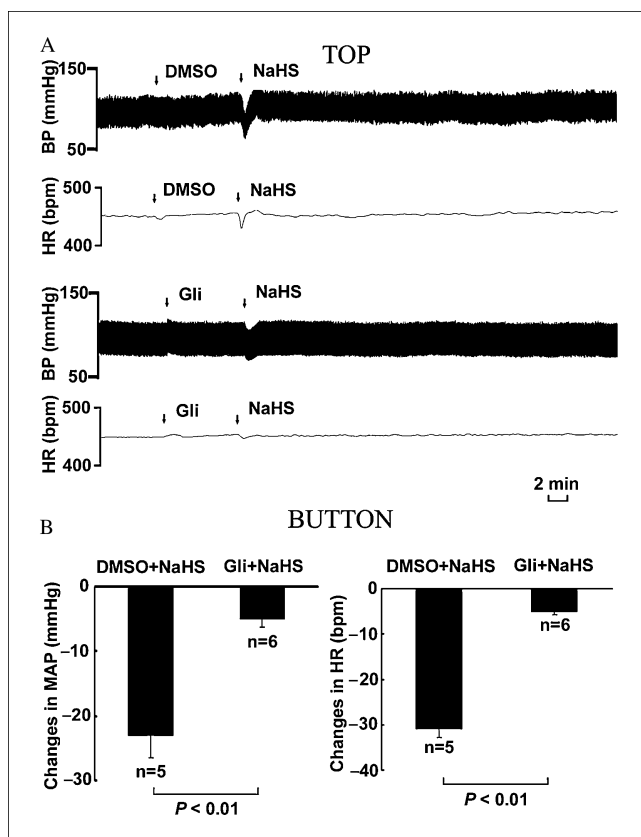 A TOP
150 DMSO NaHS
BP (mmHg)
50
500 DMSO NaHS
HR (bpm)
400
150 Gli NaHS
BP (mmHg)
50
500 Gli NaHS
HR (bpm)
400
2 min
B BUTTON
DMSO+NaHS Gli+NaHS
0
–10
–20
–30
Changes in MAP (mmHg)
n=6
n=5
P < 0.01
DMSO+NaHS Gli+NaHS
0
–10
–20
–30
–40
Changes in HR (bpm)
n=6
n=5
P < 0.01